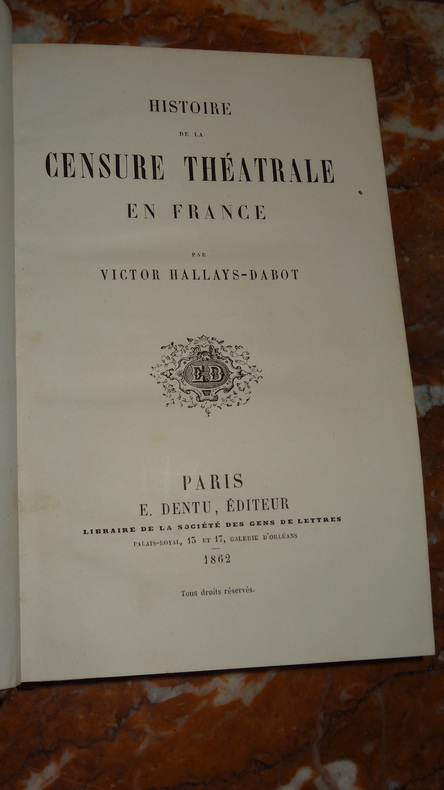 HISTOIRE
DE LA
CENSURE THÉATRALE
EN FRANCE
PAR
VICTOR HALLAYS-DABOT
ED
PARIS
E. DENTU, ÉDITEUR
LIBRAIRE DE LA SOCIÉTÉ DES GENS DE LETTRES
PALAIS-ROYAL, 13 ET 17, GALERIE D'ORLÉANS
1862
Tous droits réservés.